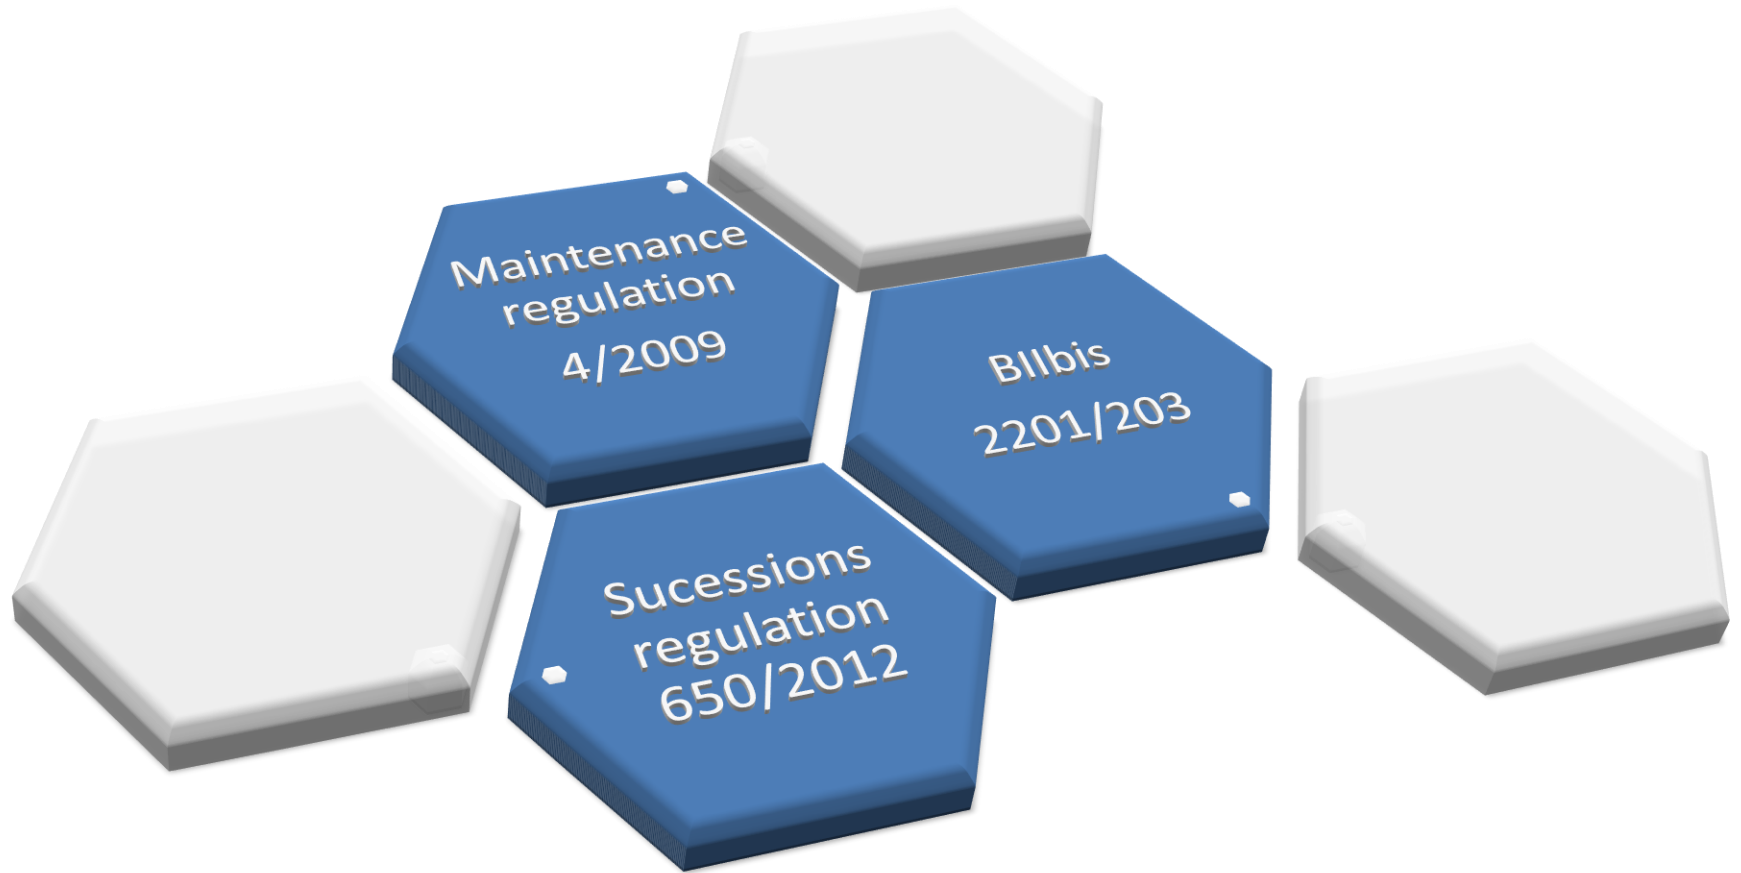 Maintenance
regulation
4/2009
BIIbis
2201/203
Sucessions
regulation
650/2012